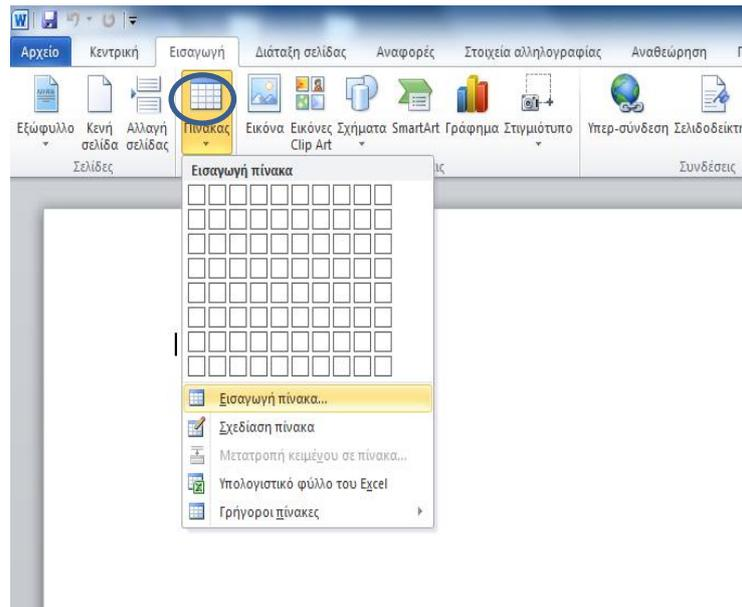 W
Αρχείο Κεντρική Εισαγωγή Διάταξη σελίδας Αναφορές Στοιχεία αλληλογραφίας Αναθεώρηση
Εξώφυλλο Κενή σελίδα Αλλαγή σελίδας Πίνακας Εικόνα Εικόνες Clip Art Σχήματα SmartArt Γράφημα Στιγμιότυπο Υπερ-σύνδεση
Σελίδες Συνδέσεις
Εισαγωγή πίνακα
Εισαγωγή πίνακα...
Σχεδίαση πίνακα
Μετατροπή κειμένου σε πίνακα...
Υπολογιστικό φύλλο του Excel
Γρήγοροι πίνακες